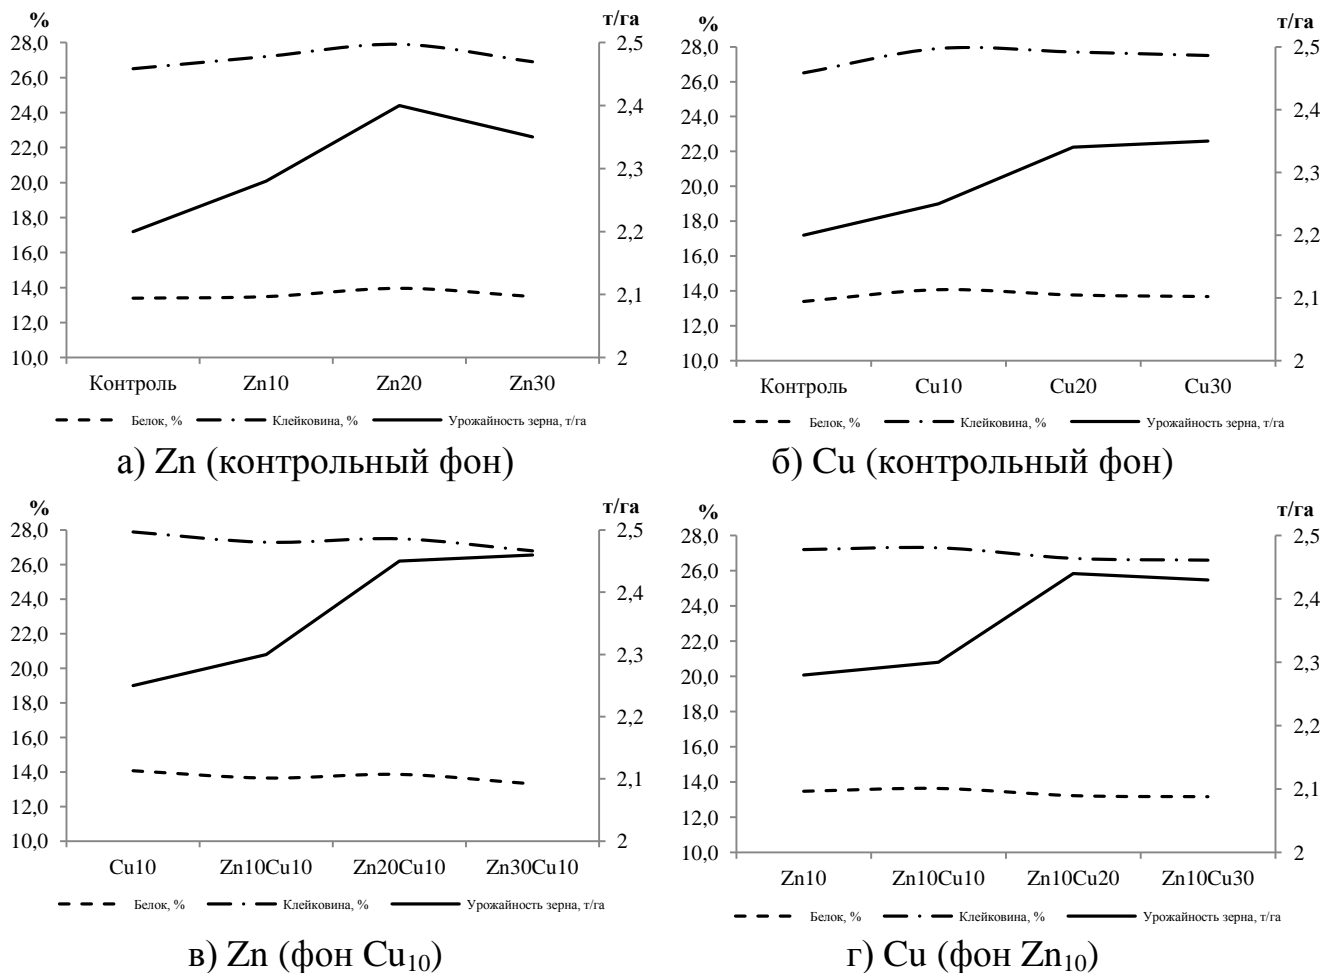 % т/га
28,0 2,5
26,0
24,0 2,4
22,0
20,0 2,3
18,0
16,0 2,2
14,0
12,0 2,1
10,0 2
Контроль Zn10 Zn20 Zn30
Белок, % Клейковина, % Урожайность зерна, т/га
а) Zn (контрольный фон)
% т/га
28,0 2,5
26,0
24,0 2,4
22,0
20,0 2,3
18,0
16,0 2,2
14,0
12,0 2,1
10,0 2
Контроль Cu10 Cu20 Cu30
Белок, % Клейковина, % Урожайность зерна, т/га
б) Cu (контрольный фон)
% т/га
28,0 2,5
26,0
24,0 2,4
22,0
20,0 2,3
18,0
16,0 2,2
14,0
12,0 2,1
10,0 2
Cu10 Zn10Cu10 Zn20Cu10 Zn30Cu10
Белок, % Клейковина, % Урожайность зерна, т/га
в) Zn (фон Cu₁₀)
% т/га
28,0 2,5
26,0
24,0 2,4
22,0
20,0 2,3
18,0
16,0 2,2
14,0
12,0 2,1
10,0 2
Zn10 Zn10Cu10 Zn10Cu20 Zn10Cu30
Белок, % Клейковина, % Урожайность зерна, т/га
г) Cu (фон Zn₁₀)